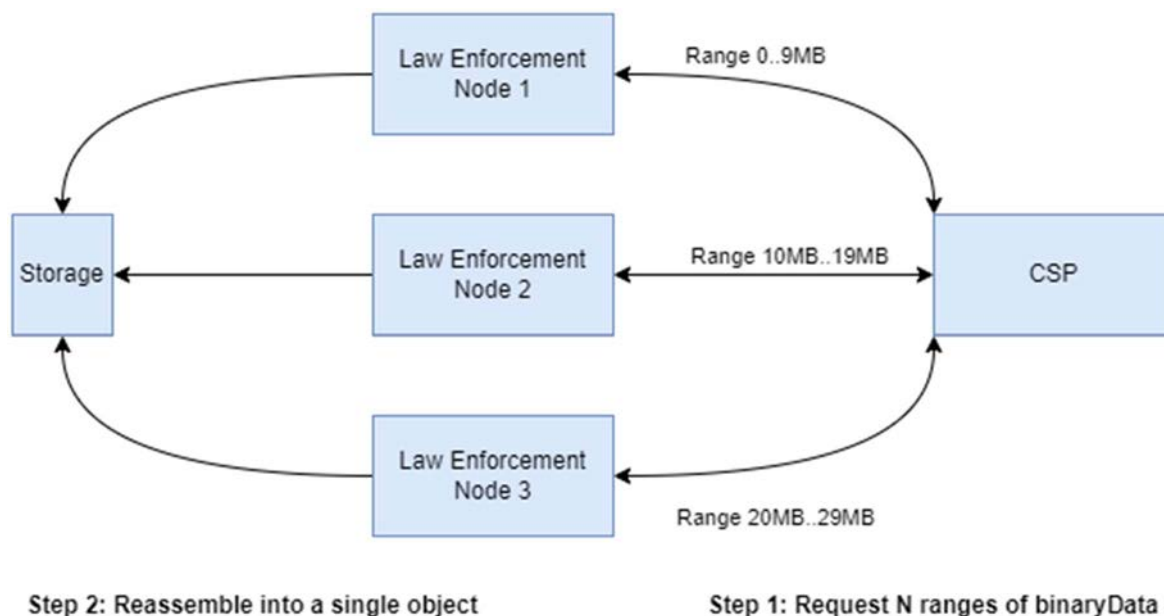 Law Enforcement
Node 1
Range 0..9MB
Storage
Law Enforcement
Node 2
Range 10MB..19MB
CSP
Law Enforcement
Node 3
Range 20MB..29MB
Step 2: Reassemble into a single object
Step 1: Request N ranges of binaryData